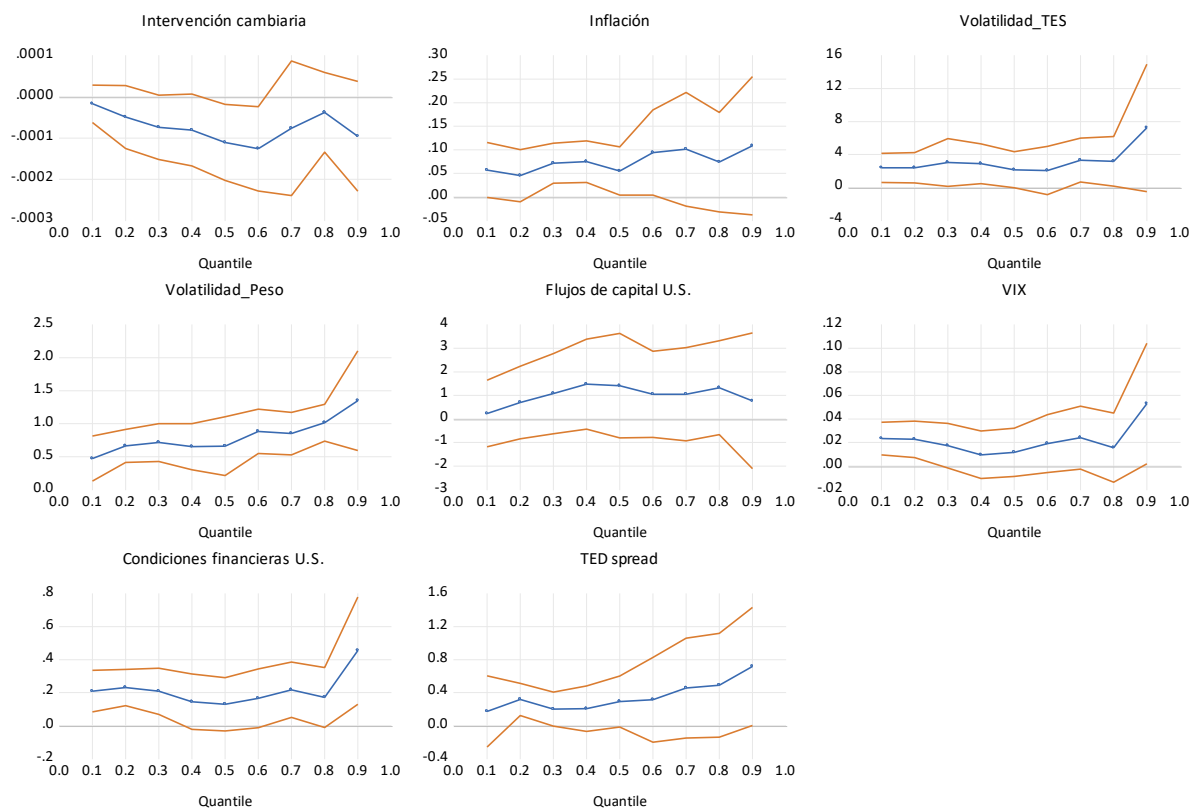 Intervención cambiaria
.0001
.0000
-.0001
-.0002
-.0003
0.0 0.1 0.2 0.3 0.4 0.5 0.6 0.7 0.8 0.9 1.0
Quantile
Inflación
.30
.25
.20
.15
.10
.05
.00
-.05
0.0 0.1 0.2 0.3 0.4 0.5 0.6 0.7 0.8 0.9 1.0
Quantile
Volatilidad_TES
16
12
8
4
0
-4
0.0 0.1 0.2 0.3 0.4 0.5 0.6 0.7 0.8 0.9 1.0
Quantile
Volatilidad_Peso
2.5
2.0
1.5
1.0
0.5
0.0
0.0 0.1 0.2 0.3 0.4 0.5 0.6 0.7 0.8 0.9 1.0
Quantile
Flujos de capital U.S.
4
3
2
1
0
-1
-2
-3
0.0 0.1 0.2 0.3 0.4 0.5 0.6 0.7 0.8 0.9 1.0
Quantile
VIX
.12
.10
.08
.06
.04
.02
.00
-.02
0.0 0.1 0.2 0.3 0.4 0.5 0.6 0.7 0.8 0.9 1.0
Quantile
Condiciones financieras U.S.
.8
.6
.4
.2
.0
-.2
0.0 0.1 0.2 0.3 0.4 0.5 0.6 0.7 0.8 0.9 1.0
Quantile
TED spread
1.6
1.2
0.8
0.4
0.0
-0.4
0.0 0.1 0.2 0.3 0.4 0.5 0.6 0.7 0.8 0.9 1.0
Quantile